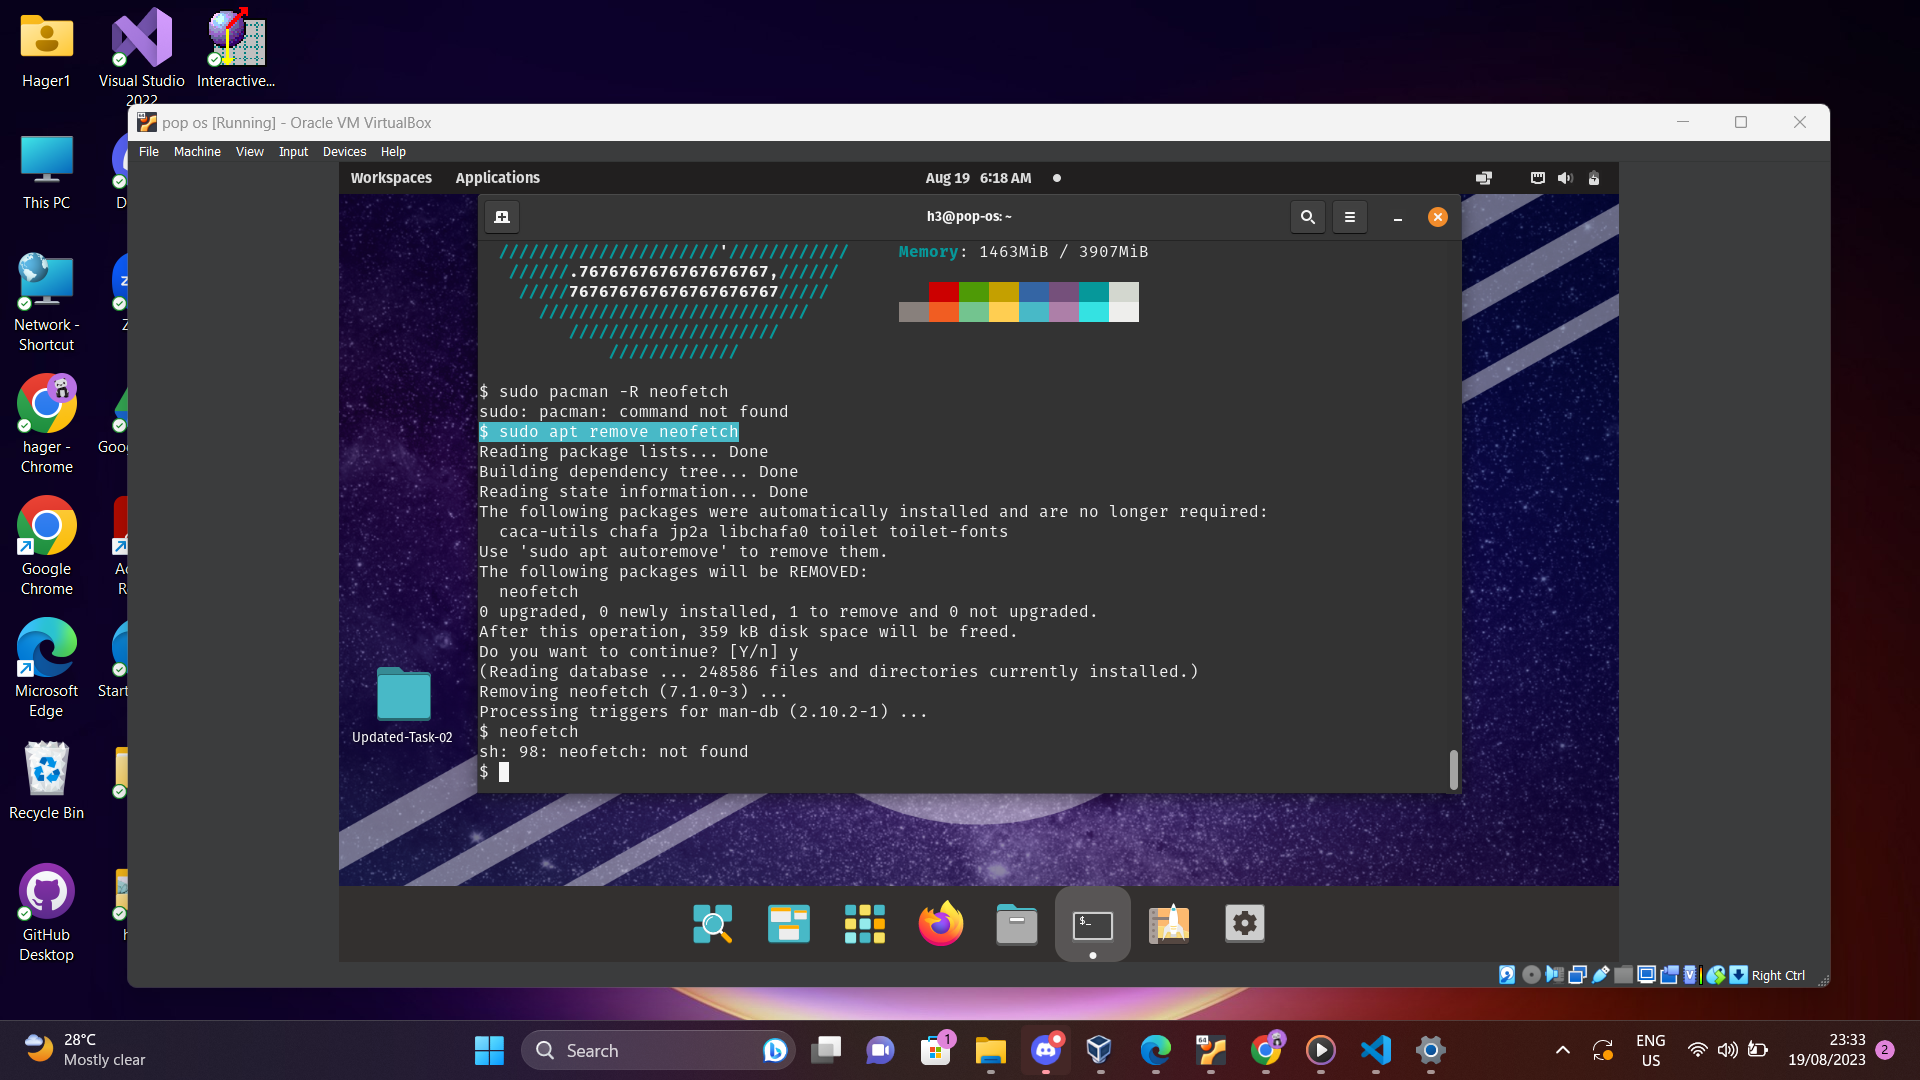 Hager1
Visual Studio
2022
Interactive...
This PC
D
Network -
Shortcut
Z
hager -
Chrome
Goo
Google
Chrome
Ac
R
Microsoft
Edge
Start
Recycle Bin
GitHub
Desktop
h
pop os [Running] - Oracle VM VirtualBox
File Machine View Input Devices Help
Workspaces Applications Aug 19 6:18 AM
h3@pop-os: ~
//////////////////////'//////////// Memory: 1463MiB / 3907MiB
//////.7676767676767676767,//////
/////767676767676767676767/////
///////////////////////////
/////////////////////
/////////////
$ sudo pacman -R neofetch
sudo: pacman: command not found
$ sudo apt remove neofetch
Reading package lists... Done
Building dependency tree... Done
Reading state information... Done
The following packages were automatically installed and are no longer required:
caca-utils chafa jp2a libchafa0 toilet toilet-fonts
Use 'sudo apt autoremove' to remove them.
The following packages will be REMOVED:
neofetch
0 upgraded, 0 newly installed, 1 to remove and 0 not upgraded.
After this operation, 359 kB disk space will be freed.
Do you want to continue? [Y/n] y
(Reading database ... 248586 files and directories currently installed.)
Removing neofetch (7.1.0-3) ...
Processing triggers for man-db (2.10.2-1) ...
$ neofetch
sh: 98: neofetch: not found
$
Updated-Task-02
$_
Right Ctrl
28°C
Mostly clear
Search
1
64
ENG
US
23:33
19/08/2023
2